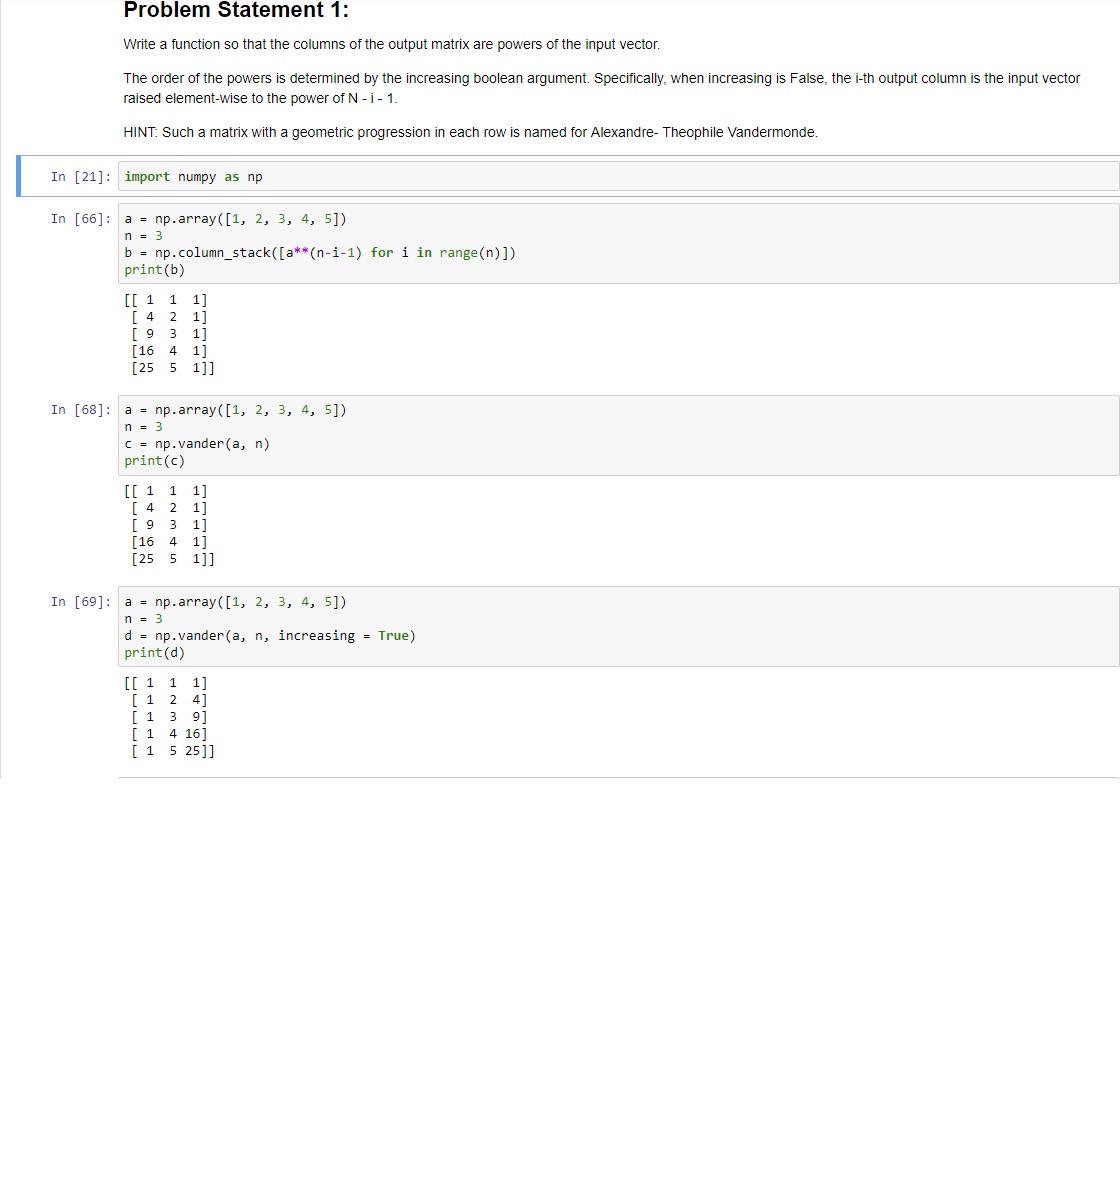 Problem Statement 1:
Write a function so that the columns of the output matrix are powers of the input vector.
The order of the powers is determined by the increasing boolean argument. Specifically, when increasing is False, the i-th output column is the input vector
raised element-wise to the power of N - i - 1.
HINT: Such a matrix with a geometric progression in each row is named for Alexandre- Theophile Vandermonde.
In [21]: import numpy as np
In [66]: a = np.array([1, 2, 3, 4, 5])
n = 3
b = np.column_stack([a**(n-i-1) for i in range(n)])
print(b)
[[ 1  1  1]
 [ 4  2  1]
 [ 9  3  1]
 [16  4  1]
 [25  5  1]]
In [68]: a = np.array([1, 2, 3, 4, 5])
n = 3
c = np.vander(a, n)
print(c)
[[ 1  1  1]
 [ 4  2  1]
 [ 9  3  1]
 [16  4  1]
 [25  5  1]]
In [69]: a = np.array([1, 2, 3, 4, 5])
n = 3
d = np.vander(a, n, increasing = True)
print(d)
[[ 1  1  1]
 [ 1  2  4]
 [ 1  3  9]
 [ 1  4 16]
 [ 1  5 25]]